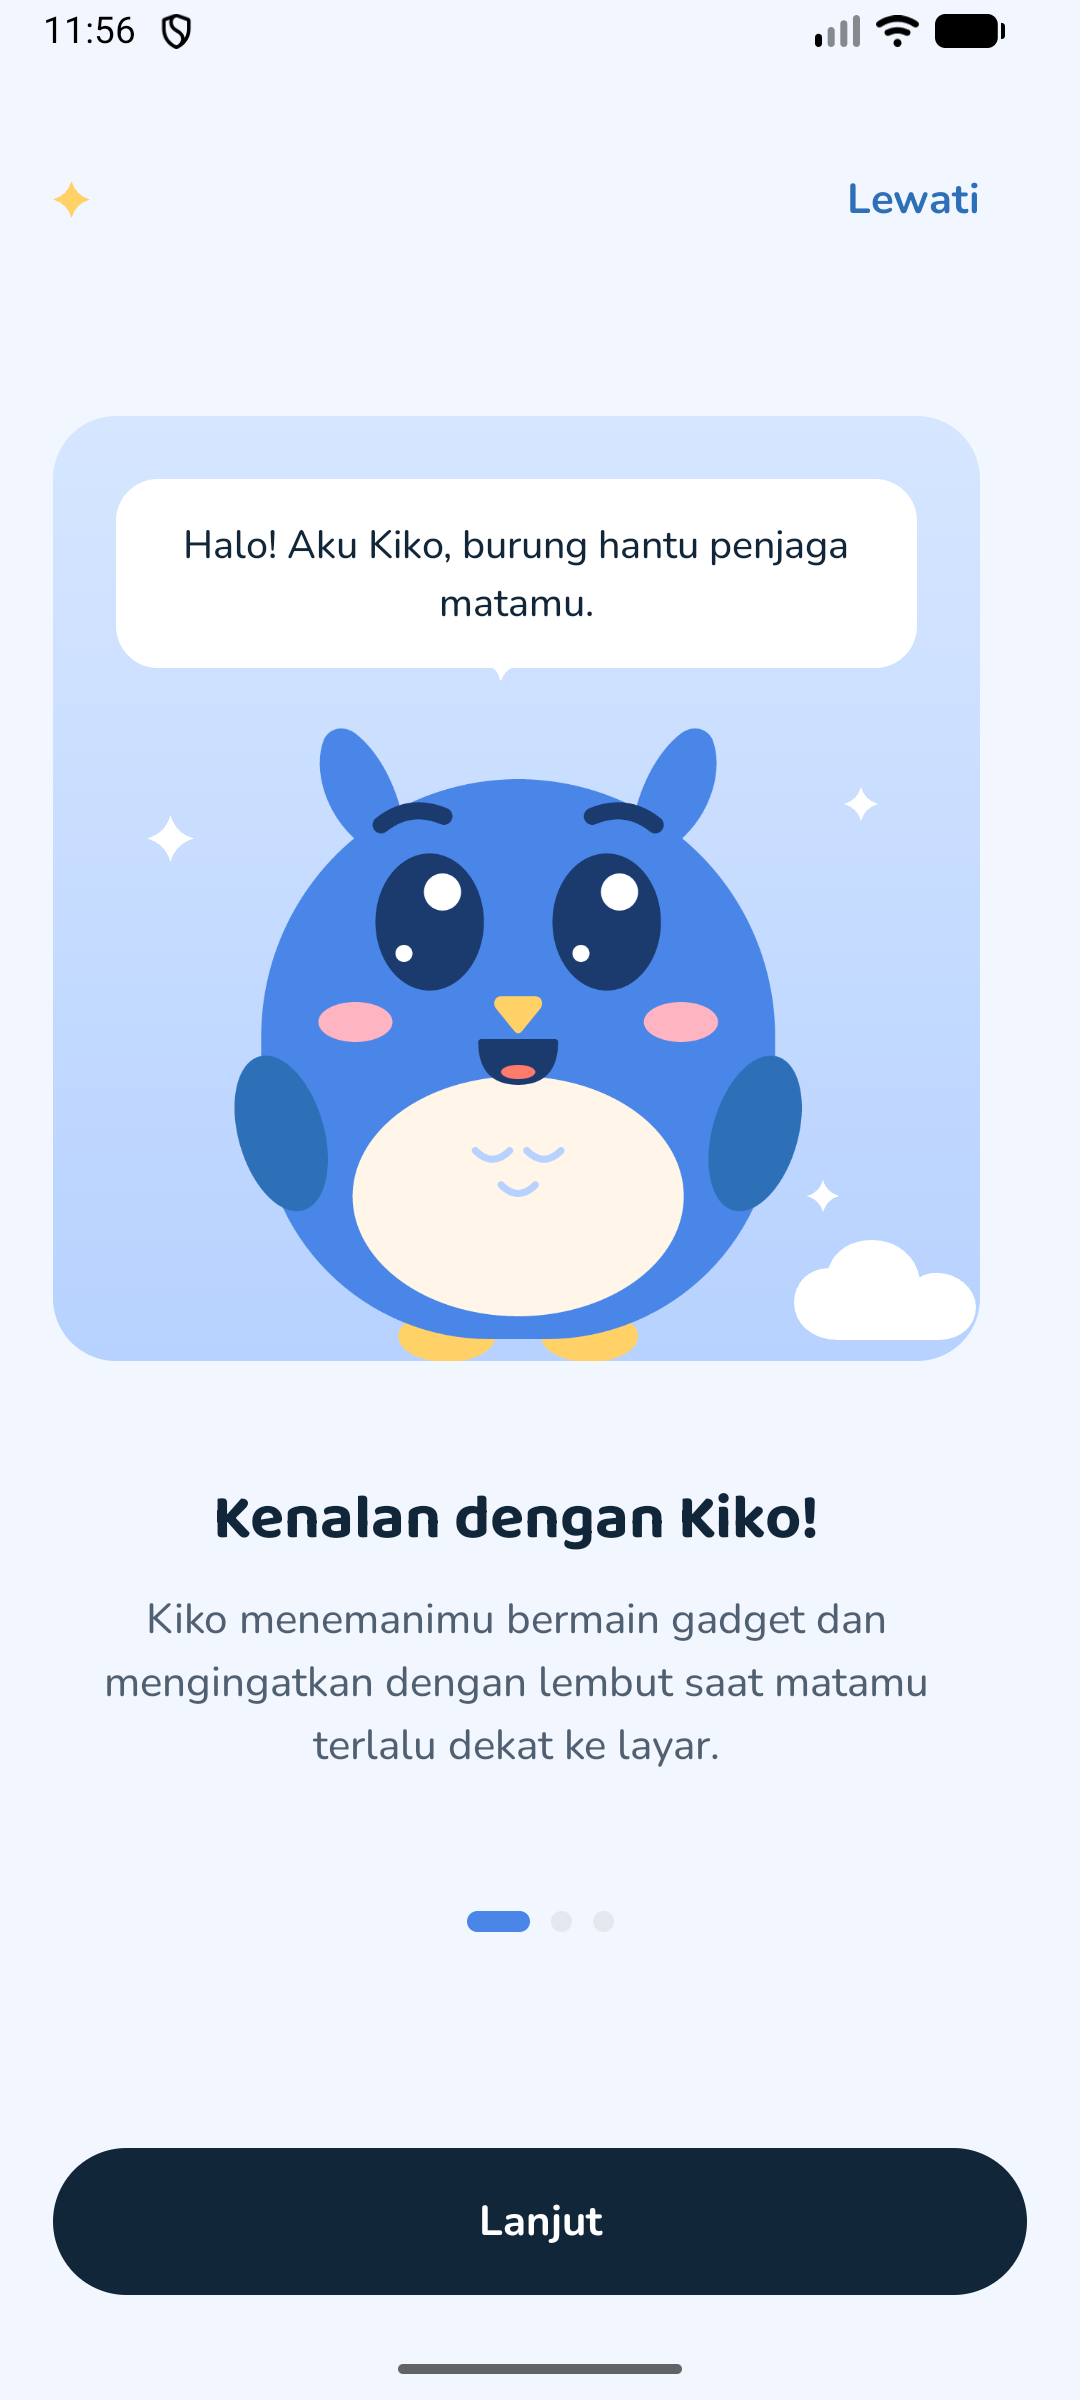 11:56
Lewati
Halo! Aku Kiko, burung hantu penjaga
matamu.
Kenalan dengan Kiko!
Kiko menemanimu bermain gadget dan
mengingatkan dengan lembut saat matamu
terlalu dekat ke layar.
Lanjut